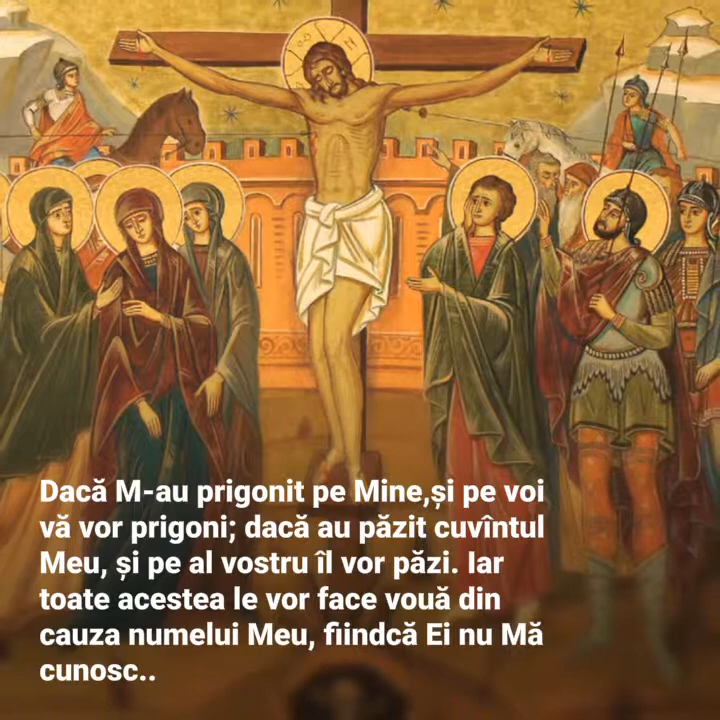 Dacă M-au prigonit pe Mine,și pe voi
vă vor prigoni; dacă au păzit cuvîntul
Meu, și pe al vostru îl vor păzi. Iar
toate acestea le vor face vouă din
cauza numelui Meu, fiindcă Ei nu Mă
cunosc..